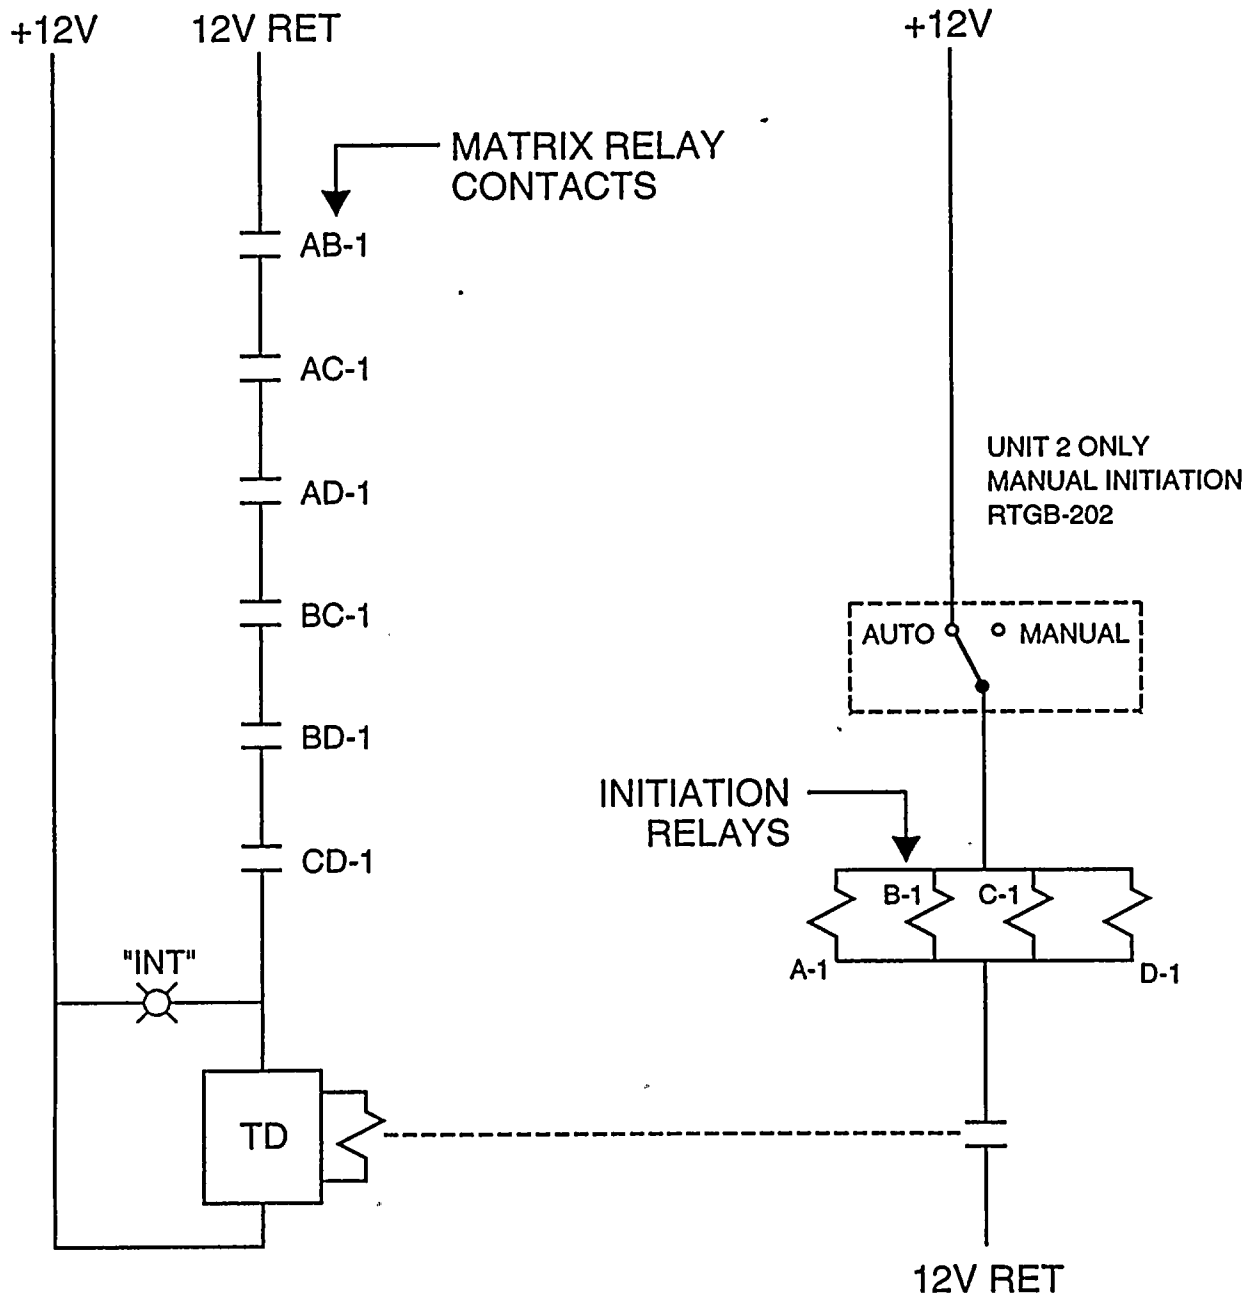 +12V
12V RET
+12V
MATRIX RELAY
CONTACTS
AB-1
AC-1
AD-1
UNIT 2 ONLY
MANUAL INITIATION
RTGB-202
BC-1
AUTO
MANUAL
BD-1
INITIATION
RELAYS
CD-1
B-1
C-1
"INT"
A-1
D-1
TD
12V RET